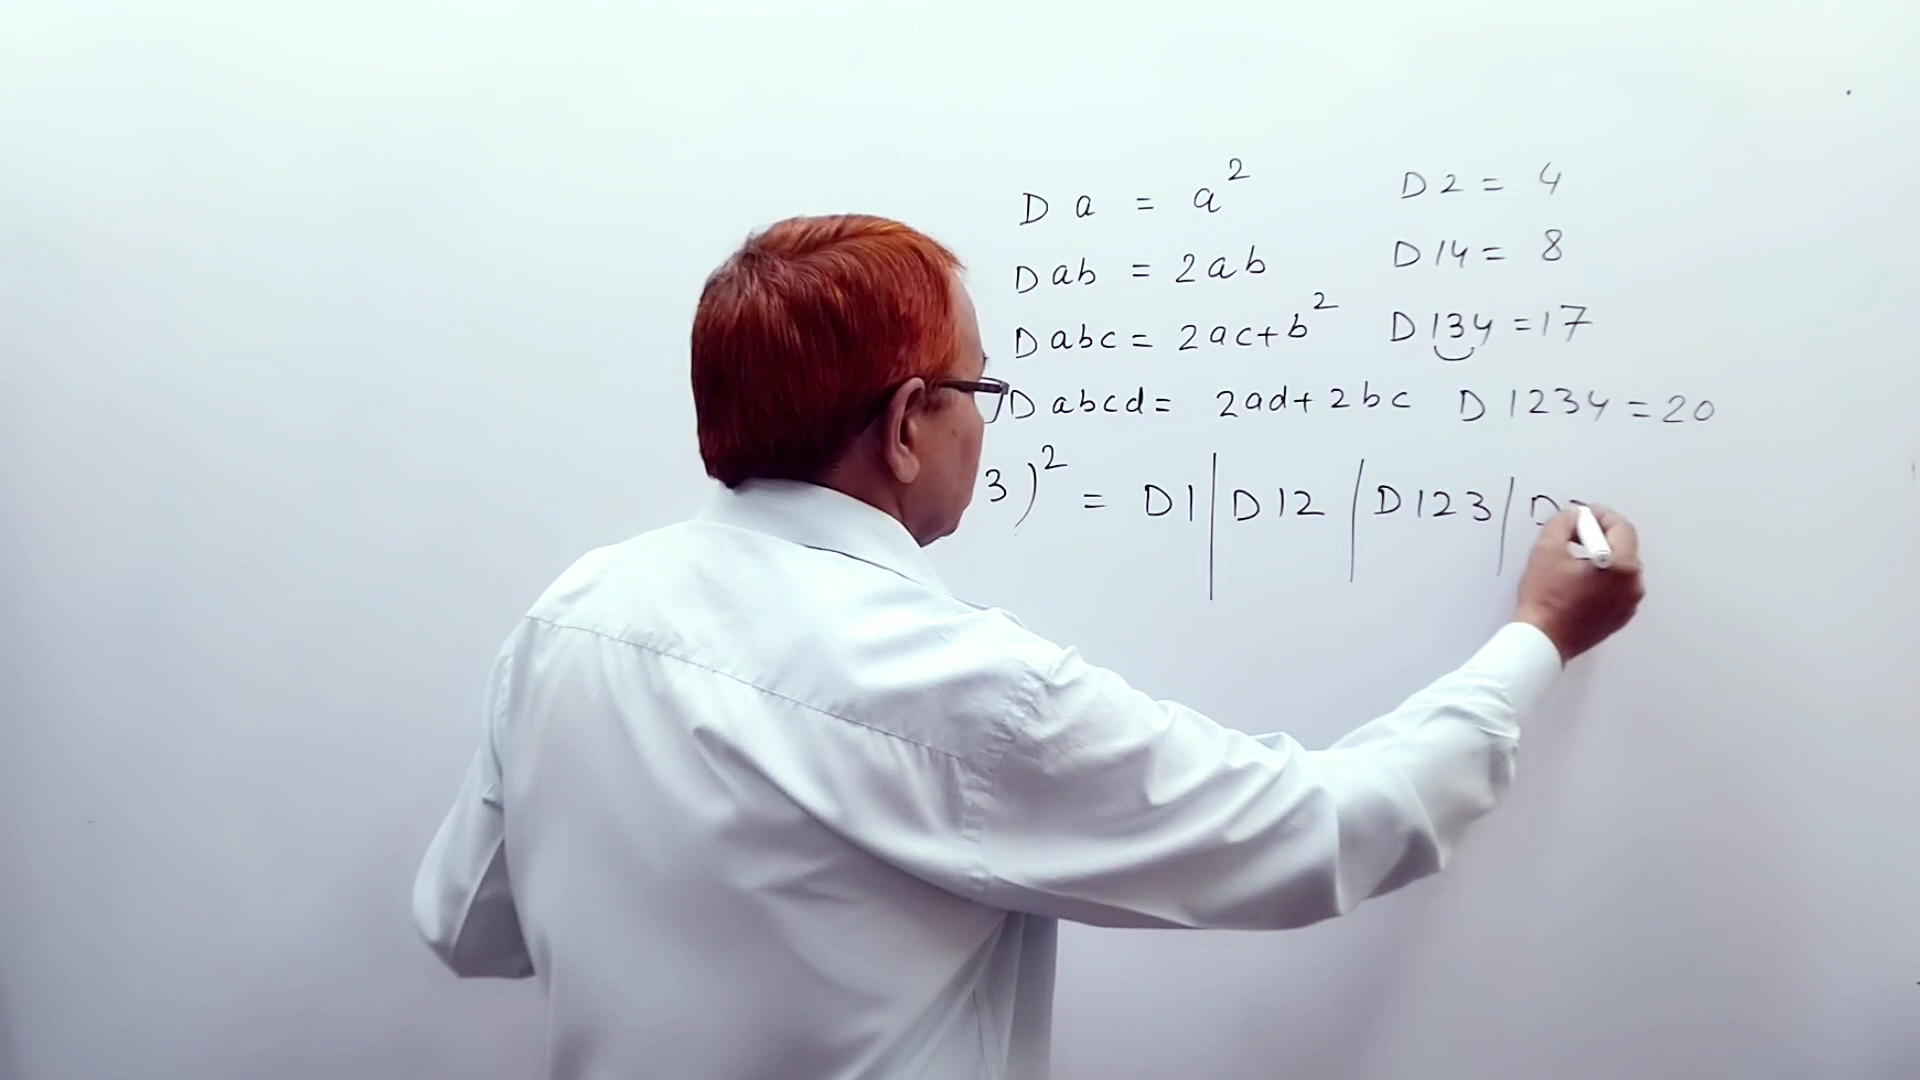 D a = a²  D 2 = 4
D ab = 2ab  D 14 = 8
D abc = 2ac+b²  D 134 = 17
D abcd = 2ad+2bc  D 1234 = 20
3)² = D1 | D12 | D123 | D